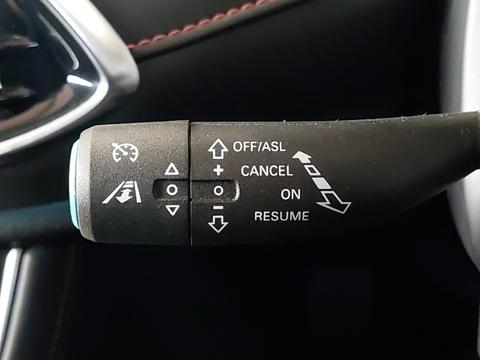 OFF/ASL
+ CANCEL
ON
− RESUME